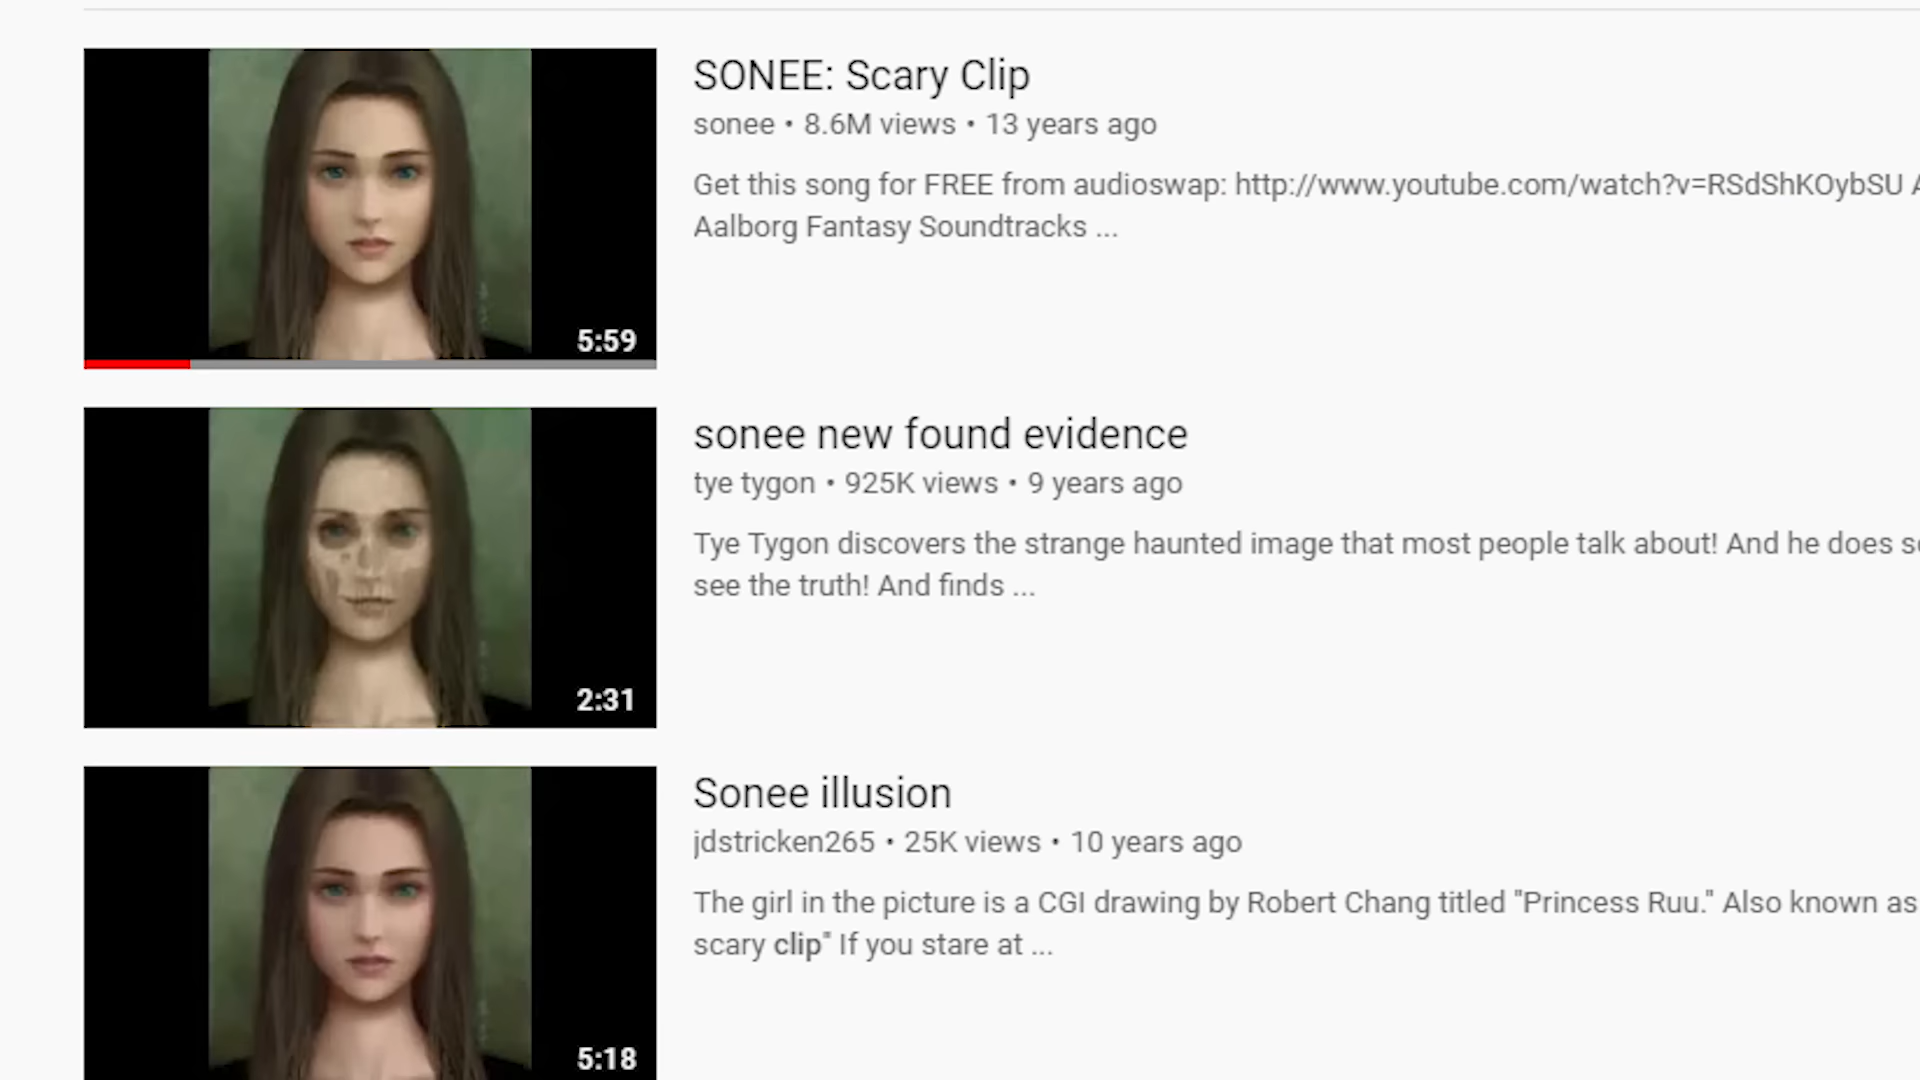 SONEE: Scary Clip
sonee • 8.6M views • 13 years ago
Get this song for FREE from audioswap: http://www.youtube.com/watch?v=RSdShKOybSU
Aalborg Fantasy Soundtracks ...
5:59
sonee new found evidence
tye tygon • 925K views • 9 years ago
Tye Tygon discovers the strange haunted image that most people talk about! And he does
see the truth! And finds ...
2:31
Sonee illusion
jdstricken265 • 25K views • 10 years ago
The girl in the picture is a CGI drawing by Robert Chang titled "Princess Ruu." Also known as
scary clip" If you stare at ...
5:18